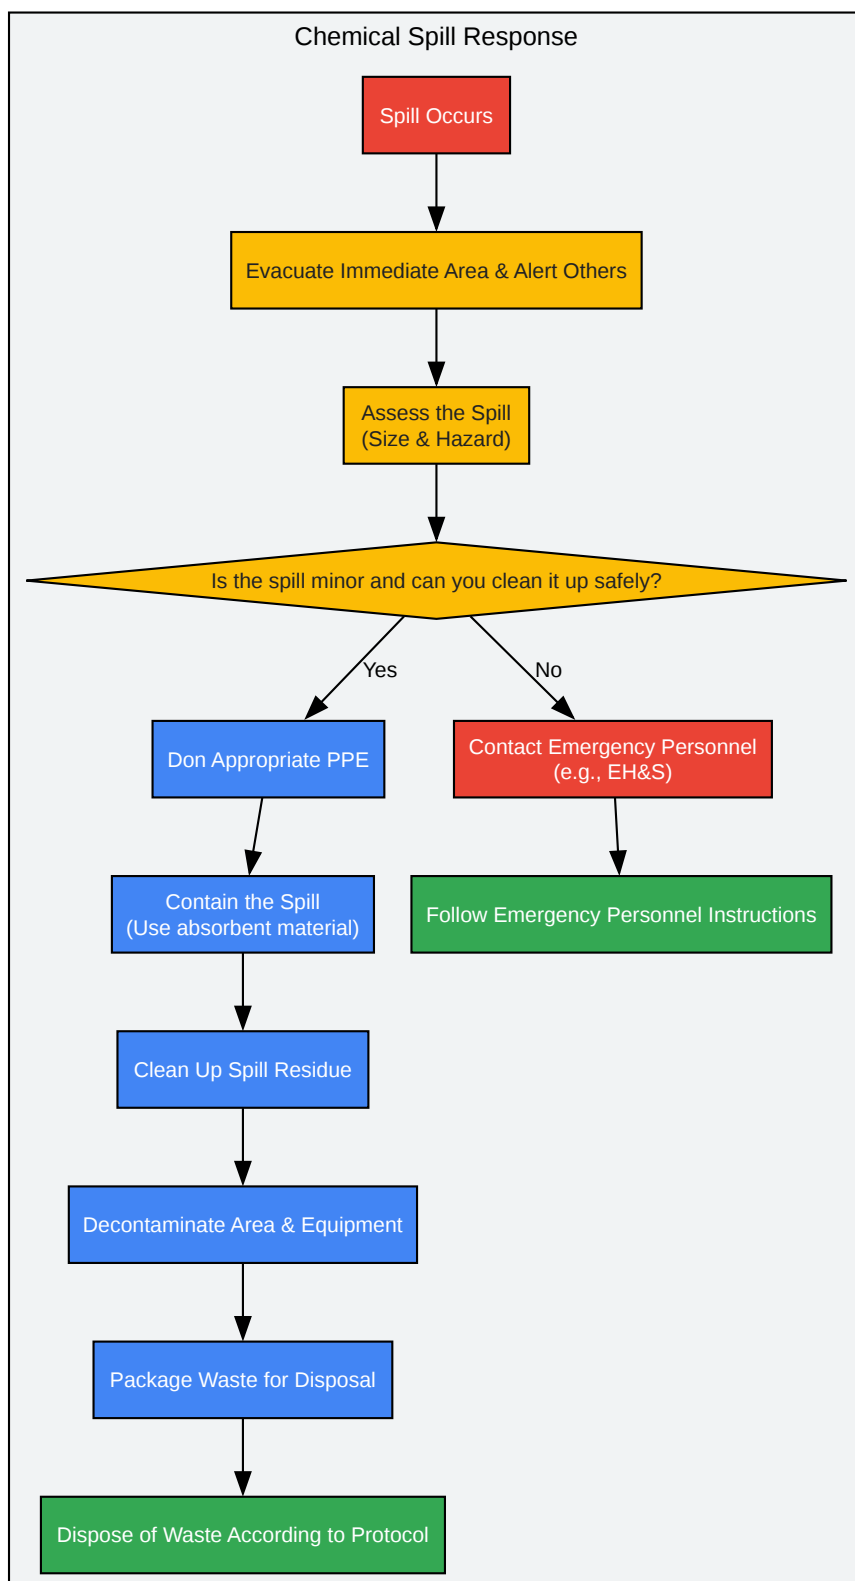 Chemical Spill Response
Spill Occurs
Evacuate Immediate Area & Alert Others
Assess the Spill
(Size & Hazard)
Is the spill minor and can you clean it up safely?
Yes
No
Don Appropriate PPE
Contact Emergency Personnel
(e.g., EH&S)
Contain the Spill
(Use absorbent material)
Follow Emergency Personnel Instructions
Clean Up Spill Residue
Decontaminate Area & Equipment
Package Waste for Disposal
Dispose of Waste According to Protocol